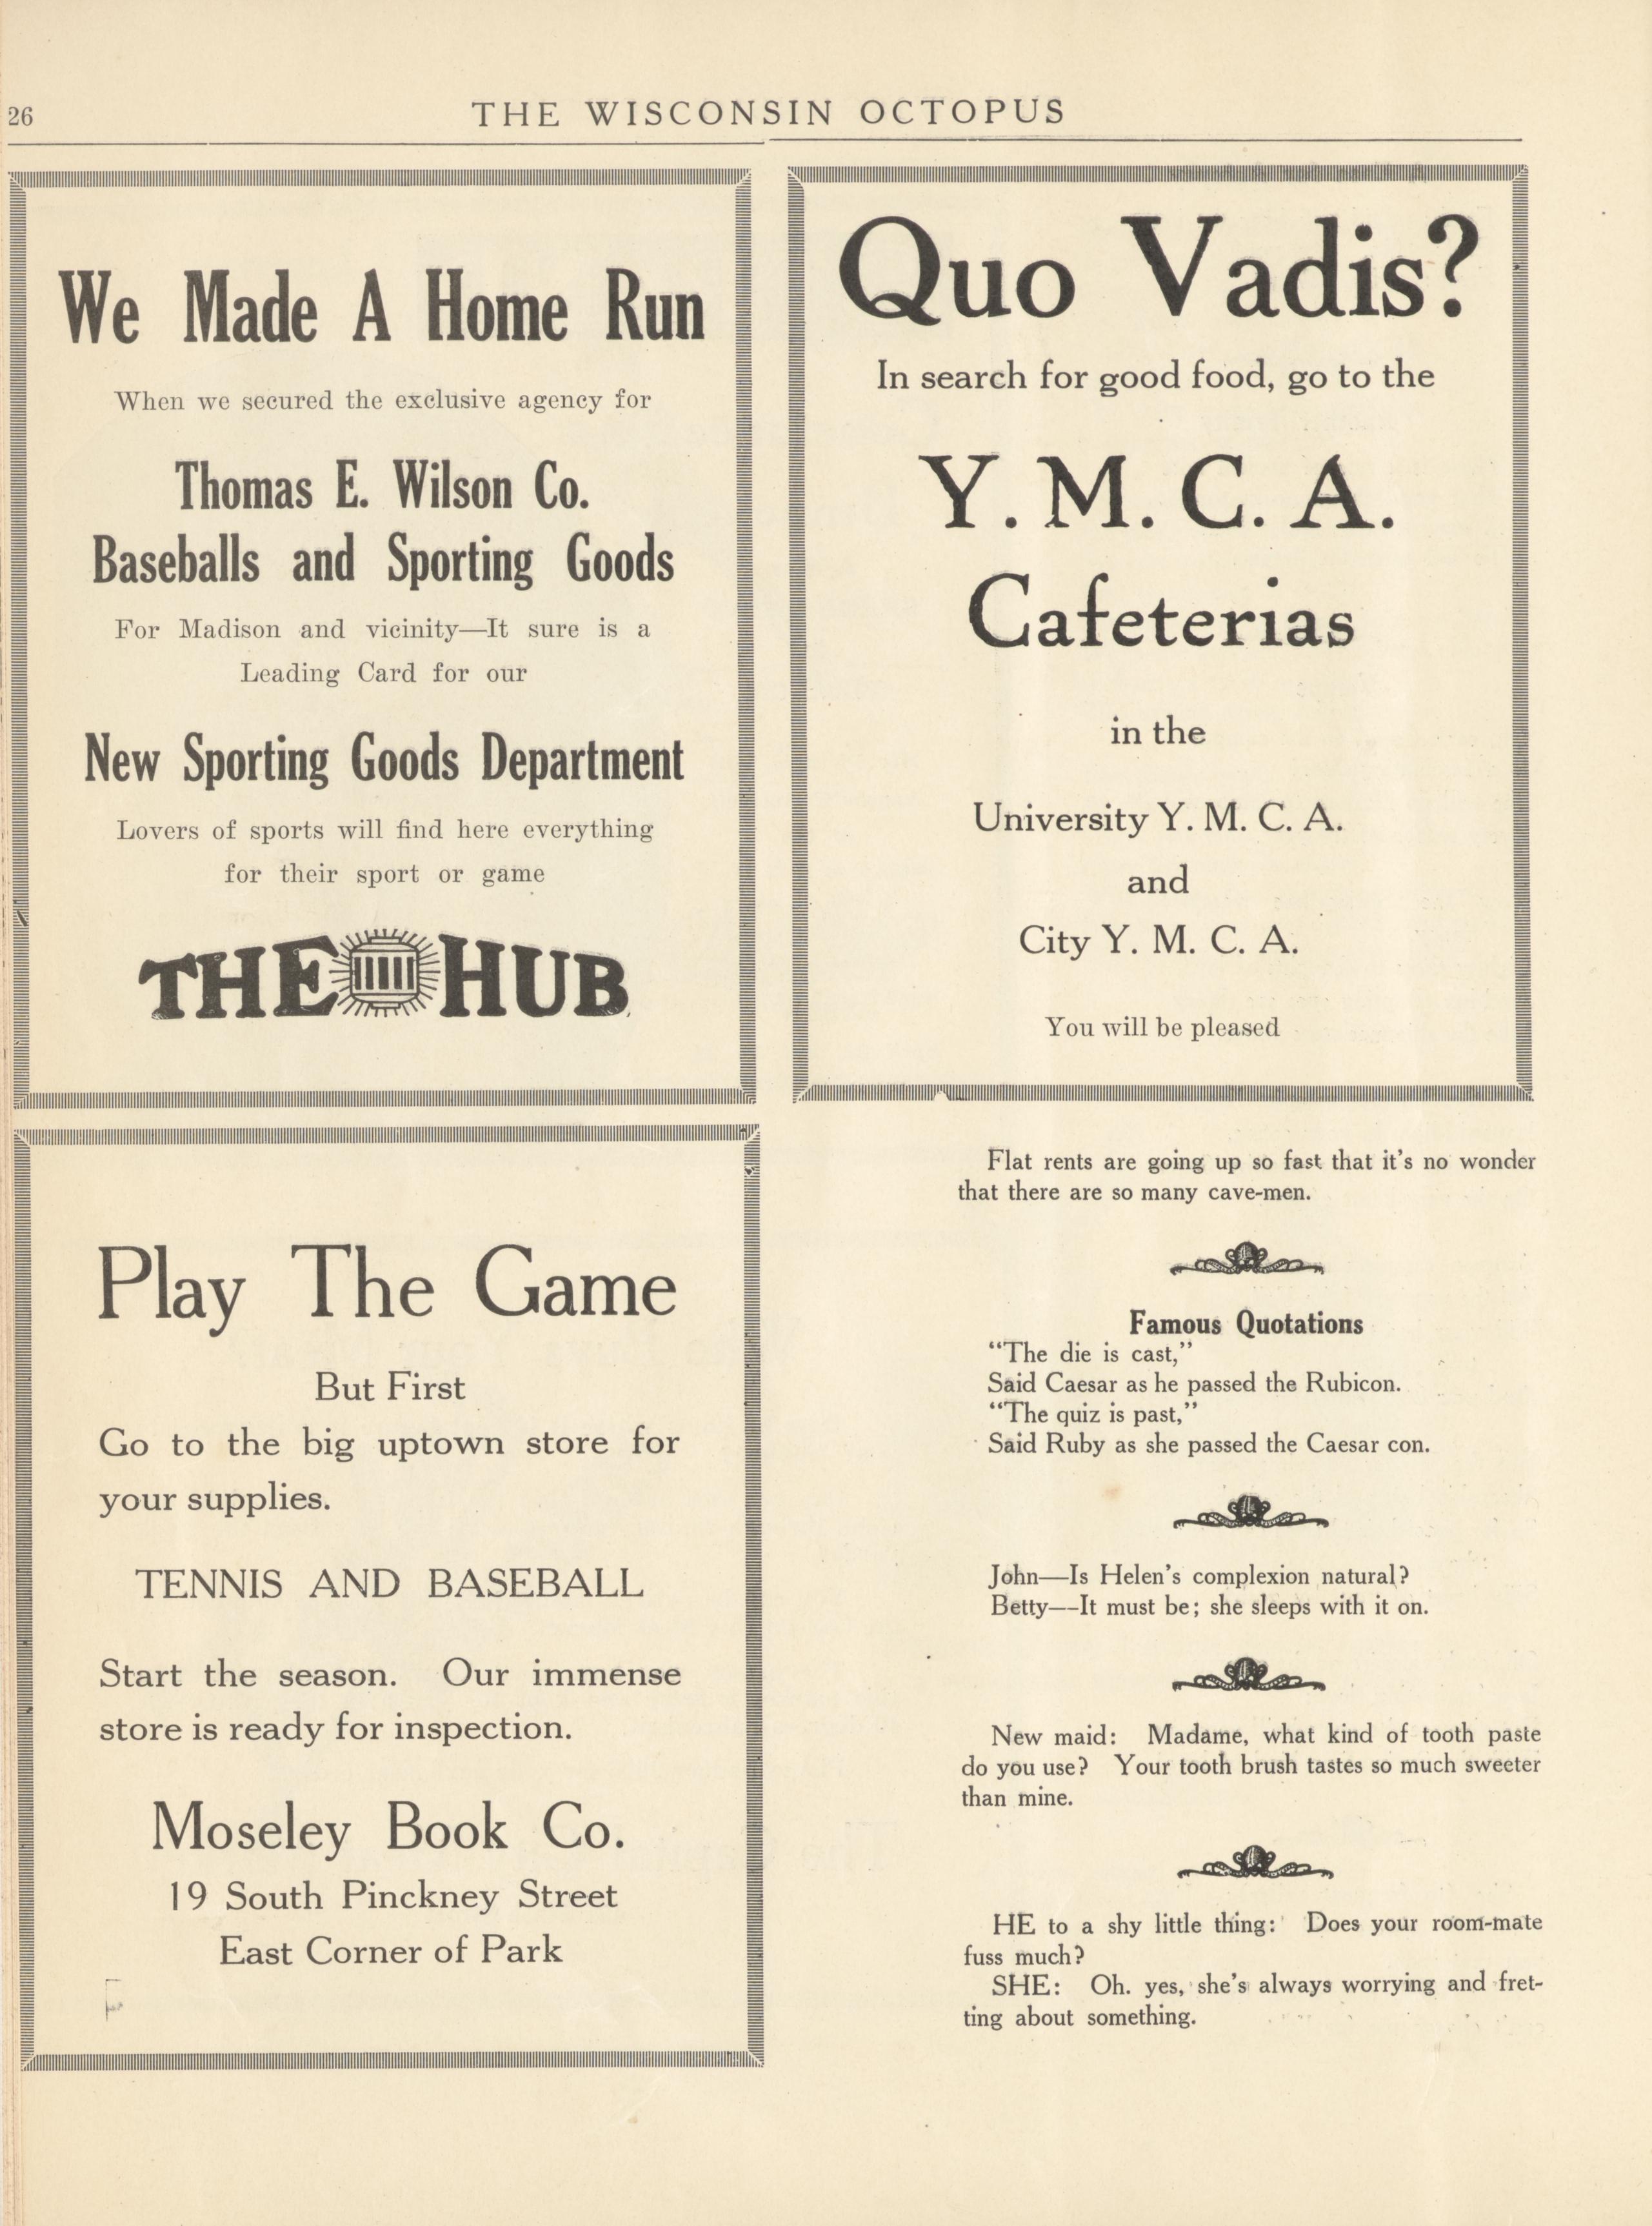 26
THE WISCONSIN OCTOPUS
We Made A Home Run
When we secured the exclusive agency for
Thomas E. Wilson Co.
Baseballs and Sporting Goods
For Madison and vicinity—It sure is a
Leading Card for our
New Sporting Goods Department
Lovers of sports will find here everything
for their sport or game
THE HUB
Play The Game
But First
Go to the big uptown store for
your supplies.
TENNIS AND BASEBALL
Start the season. Our immense
store is ready for inspection.
Moseley Book Co.
19 South Pinckney Street
East Corner of Park
Quo Vadis?
In search for good food, go to the
Y. M. C. A.
Cafeterias
in the
University Y. M. C. A.
and
City Y. M. C. A.
You will be pleased
Flat rents are going up so fast that it's no wonder
that there are so many cave-men.
Famous Quotations
"The die is cast,"
Said Caesar as he passed the Rubicon.
"The quiz is past,"
Said Ruby as she passed the Caesar con.
John—Is Helen's complexion natural?
Betty—It must be; she sleeps with it on.
New maid: Madame, what kind of tooth paste
do you use? Your tooth brush tastes so much sweeter
than mine.
HE to a shy little thing: Does your room-mate
fuss much?
SHE: Oh. yes, she's always worrying and fret-
ting about something.